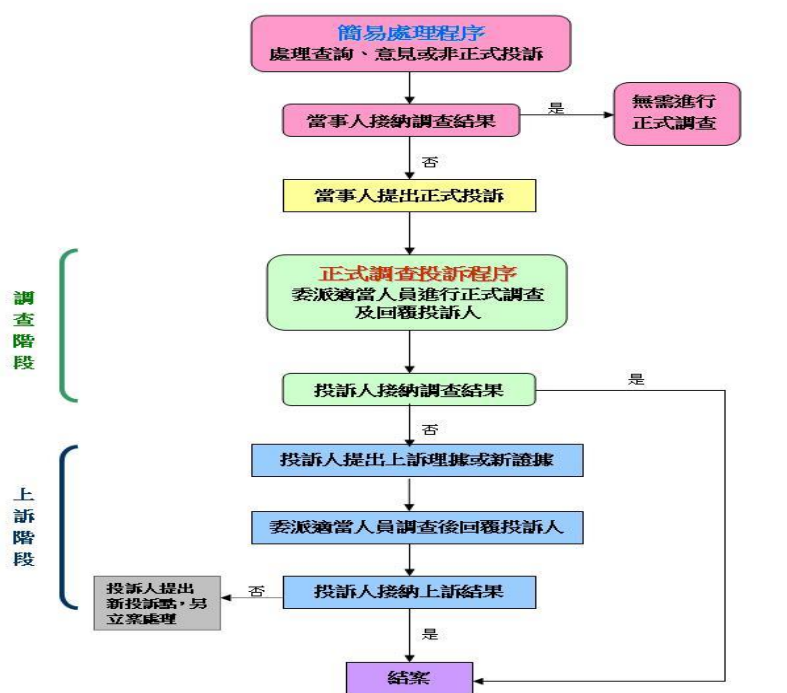 簡易處理程序
處理查詢、意見或非正式投訴
當事人接納調查結果
是
無需進行
正式調查
否
當事人提出正式投訴
調查階段
正式調查投訴程序
委派適當人員進行正式調查
及回覆投訴人
投訴人接納調查結果
是
否
上訴階段
投訴人提出上訴理據或新證據
委派適當人員調查後回覆投訴人
投訴人接納上訴結果
否
投訴人提出
新投訴點，另
立案處理
是
結案